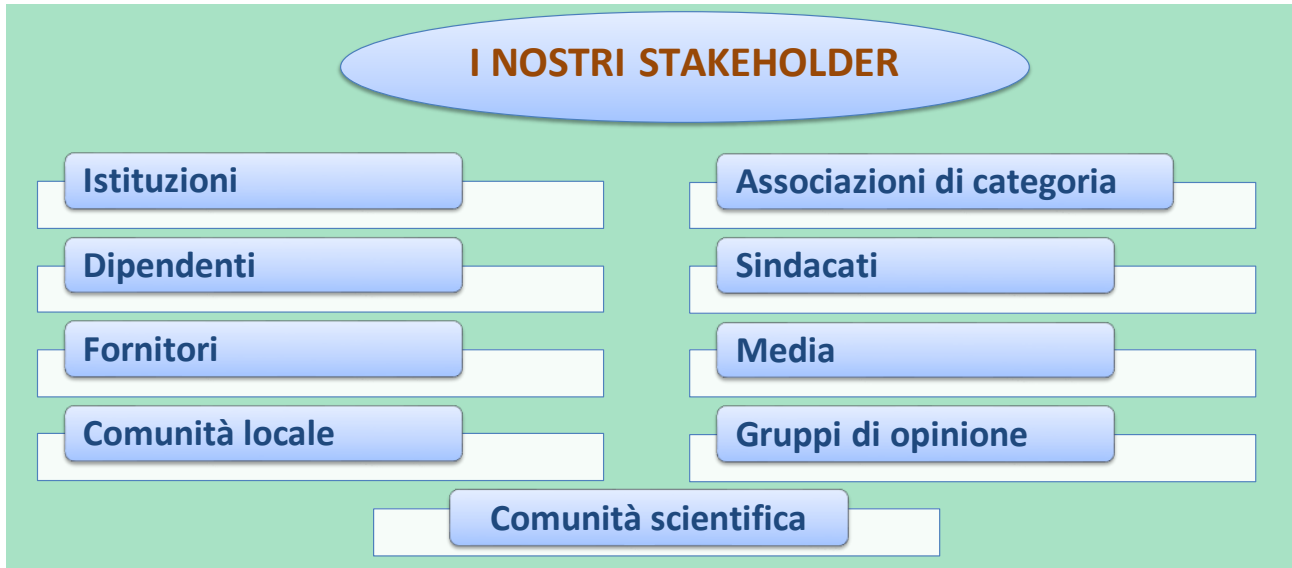 I NOSTRI STAKEHOLDER
Istituzioni
Dipendenti
Fornitori
Comunità locale
Associazioni di categoria
Sindacati
Media
Gruppi di opinione
Comunità scientifica